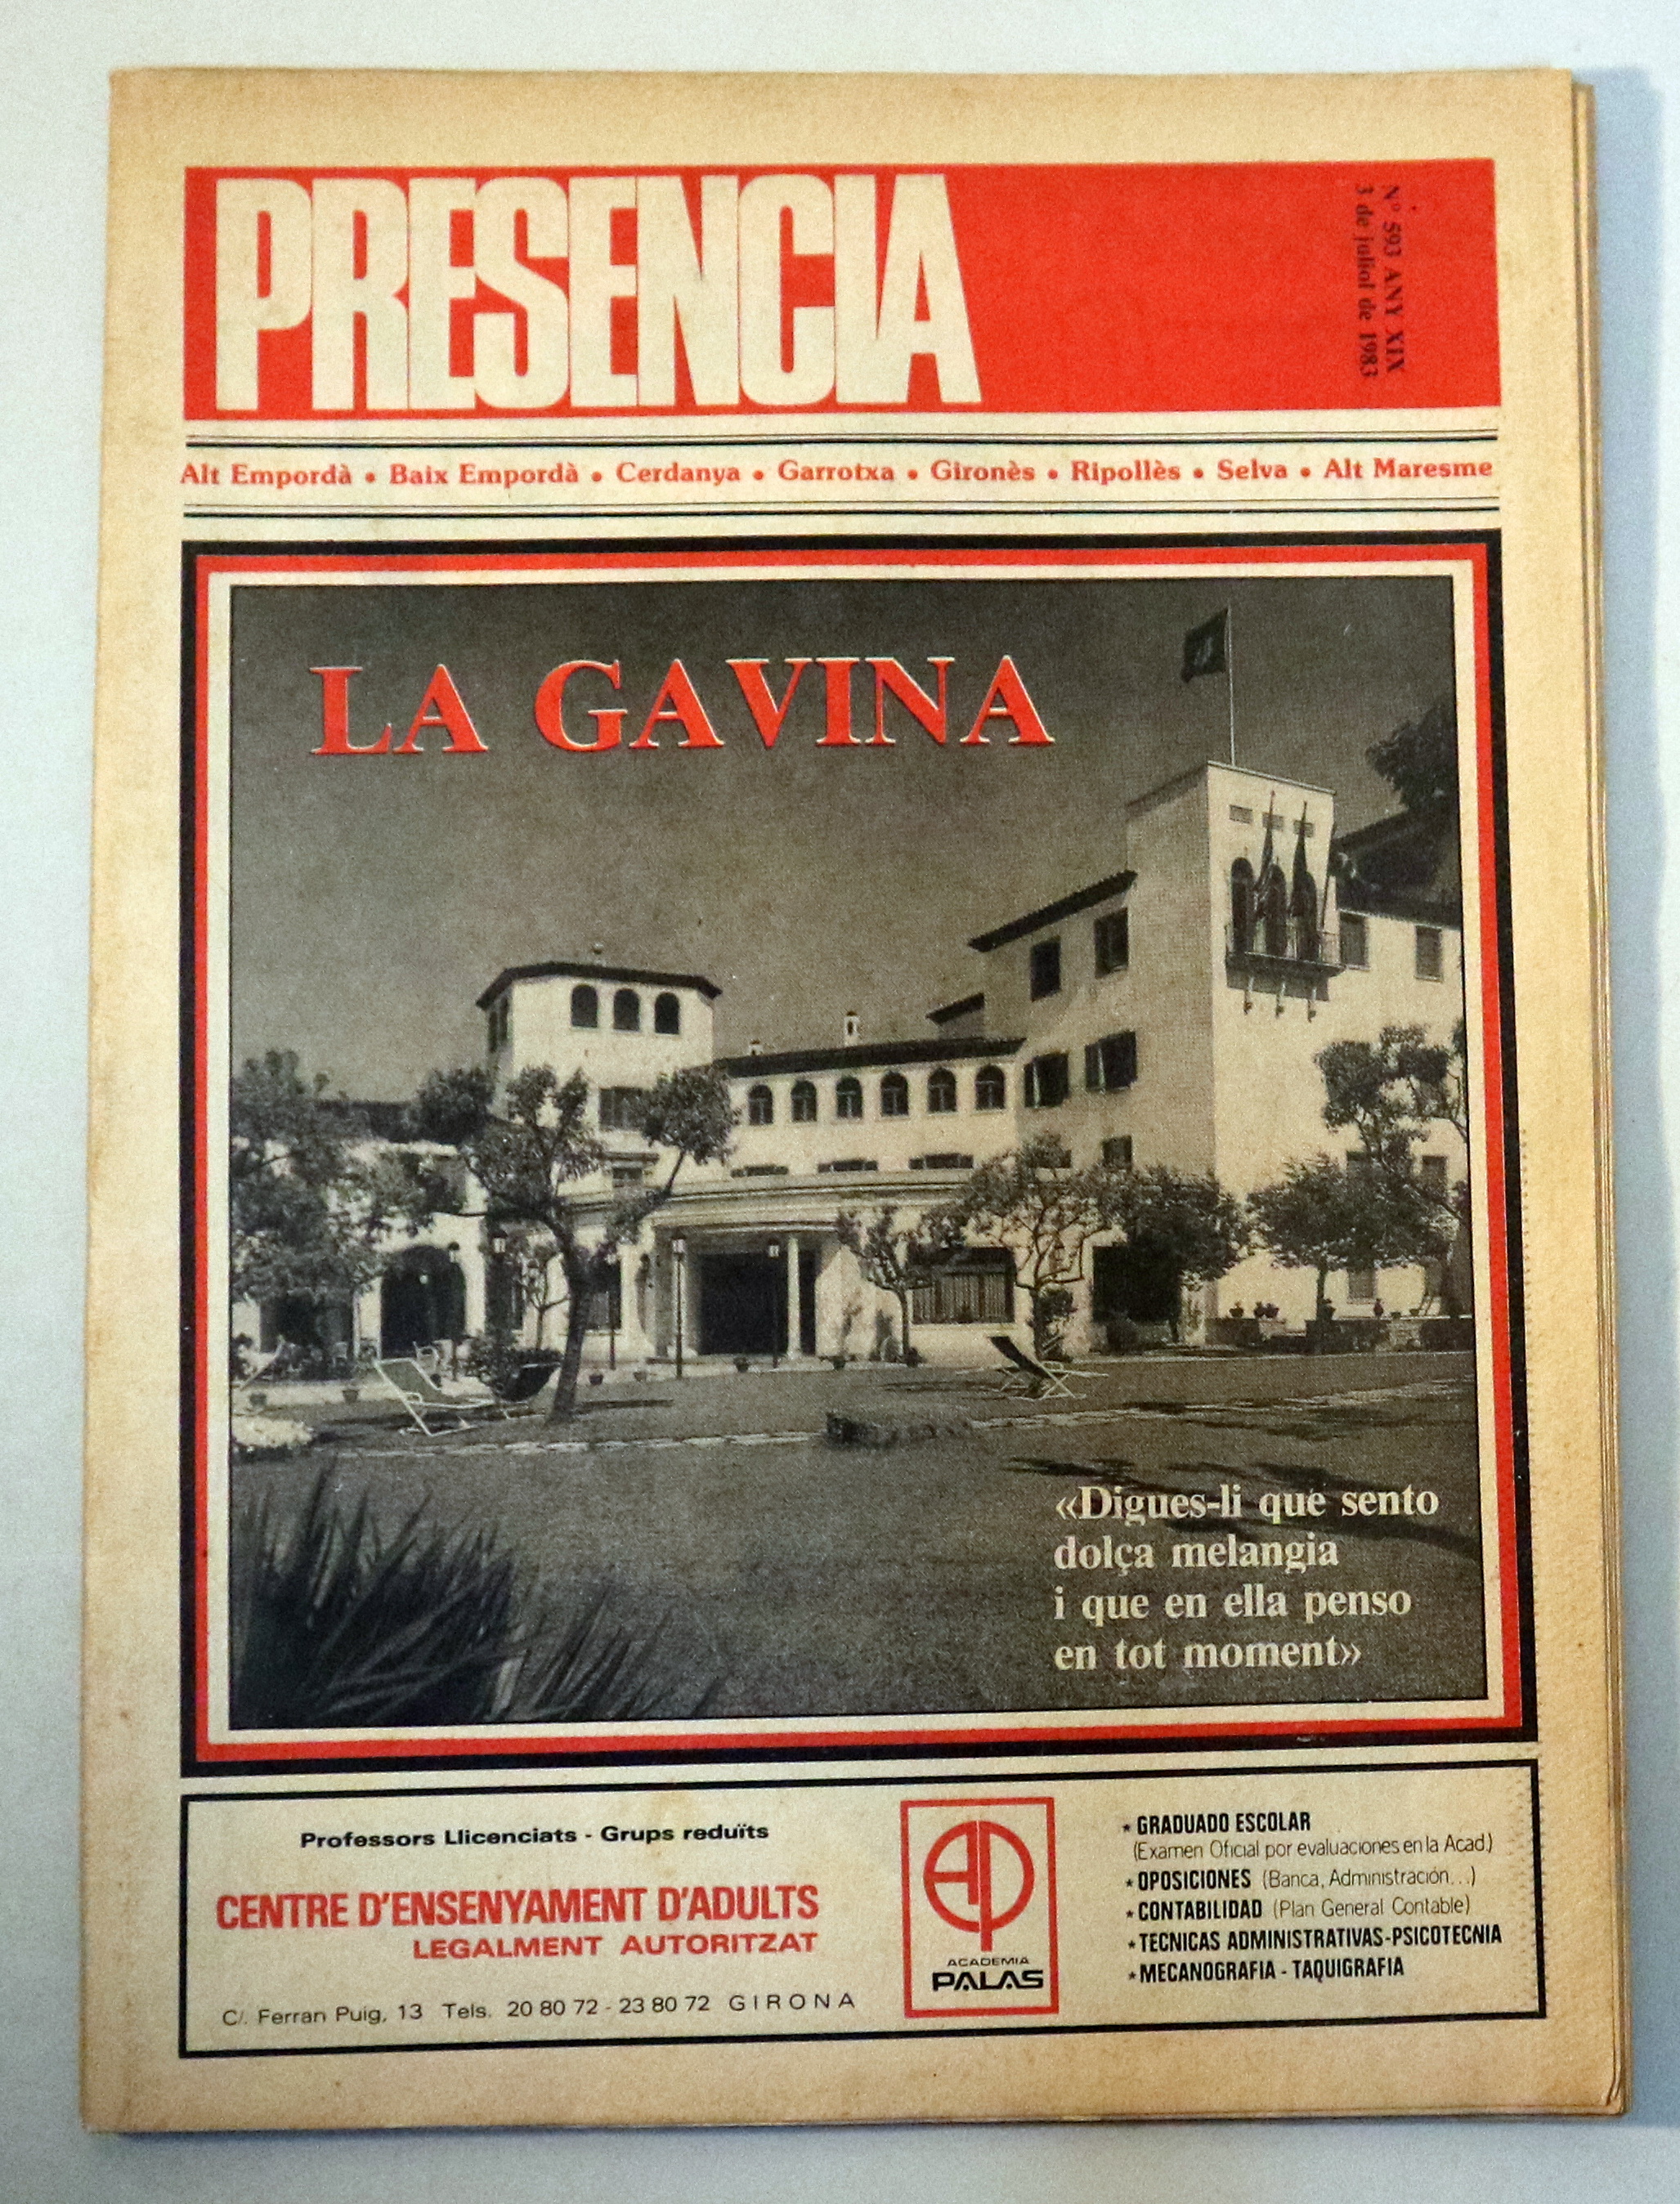 PRESENCIA
Nº 593 ANY XIX
3 de juliol de 1983
Alt Empordà • Baix Empordà • Cerdanya • Garrotxa • Gironès • Ripollès • Selva • Alt Maresme
LA GAVINA
«Digues-li que sento
dolça melangia
i que en ella penso
en tot moment»
Professors Llicenciats - Grups reduïts
CENTRE D'ENSENYAMENT D'ADULTS
LEGALMENT AUTORITZAT
C/. Ferran Puig, 13 Tels. 20 80 72 - 23 80 72 GIRONA
AP
ACADEMIA
PALAS
* GRADUADO ESCOLAR
(Examen Oficial por evaluaciones en la Acad.)
* OPOSICIONES (Banca, Administración...)
* CONTABILIDAD (Plan General Contable)
* TECNICAS ADMINISTRATIVAS-PSICOTECNIA
* MECANOGRAFIA - TAQUIGRAFIA